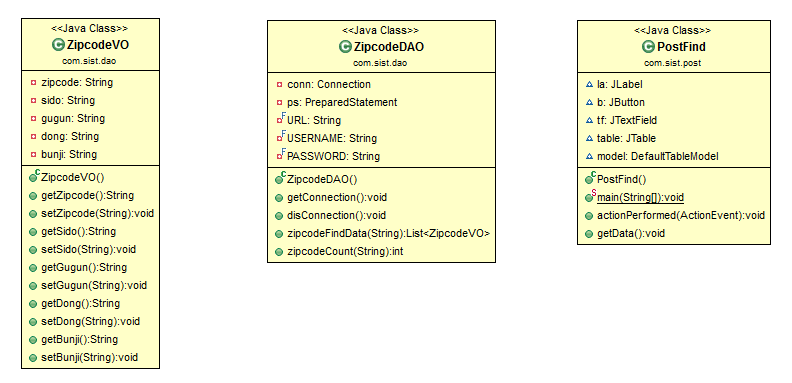 <<Java Class>>
ZipcodeVO
com.sist.dao
zipcode: String
sido: String
gugun: String
dong: String
bunji: String
ZipcodeVO()
getZipcode():String
setZipcode(String):void
getSido():String
setSido(String):void
getGugun():String
setGugun(String):void
getDong():String
setDong(String):void
getBunji():String
setBunji(String):void
<<Java Class>>
ZipcodeDAO
com.sist.dao
conn: Connection
ps: PreparedStatement
URL: String
USERNAME: String
PASSWORD: String
ZipcodeDAO()
getConnection():void
disConnection():void
zipcodeFindData(String):List<ZipcodeVO>
zipcodeCount(String):int
<<Java Class>>
PostFind
com.sist.post
la: JLabel
b: JButton
tf: JTextField
table: JTable
model: DefaultTableModel
PostFind()
main(String[]):void
actionPerformed(ActionEvent):void
getData():void